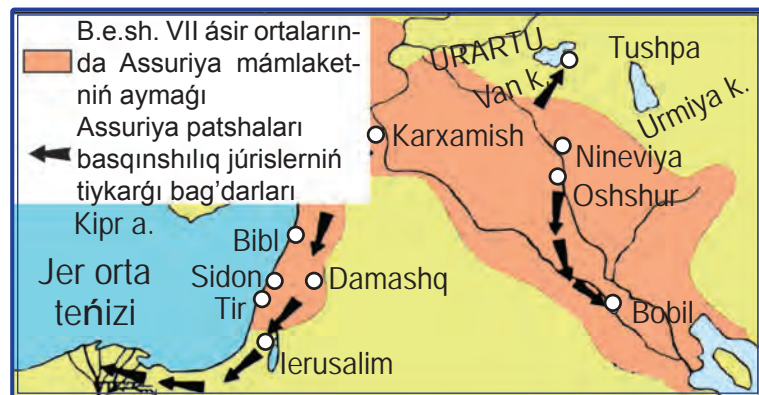 B.e.sh. VII ásir ortaların-
da Assuriya mámlaket-
niń aymaǵı
Assuriya patshaları
basqınshılıq júrislerniń
tiykarǵı bag’darları
URARTU
Tushpa
Van k.
Urmiya k.
Karxamish
Nineviya
Oshshur
Kipr a.
Bibl
Jer orta
teńizi
Sidon
Damashq
Tir
Bobil
Ierusalim